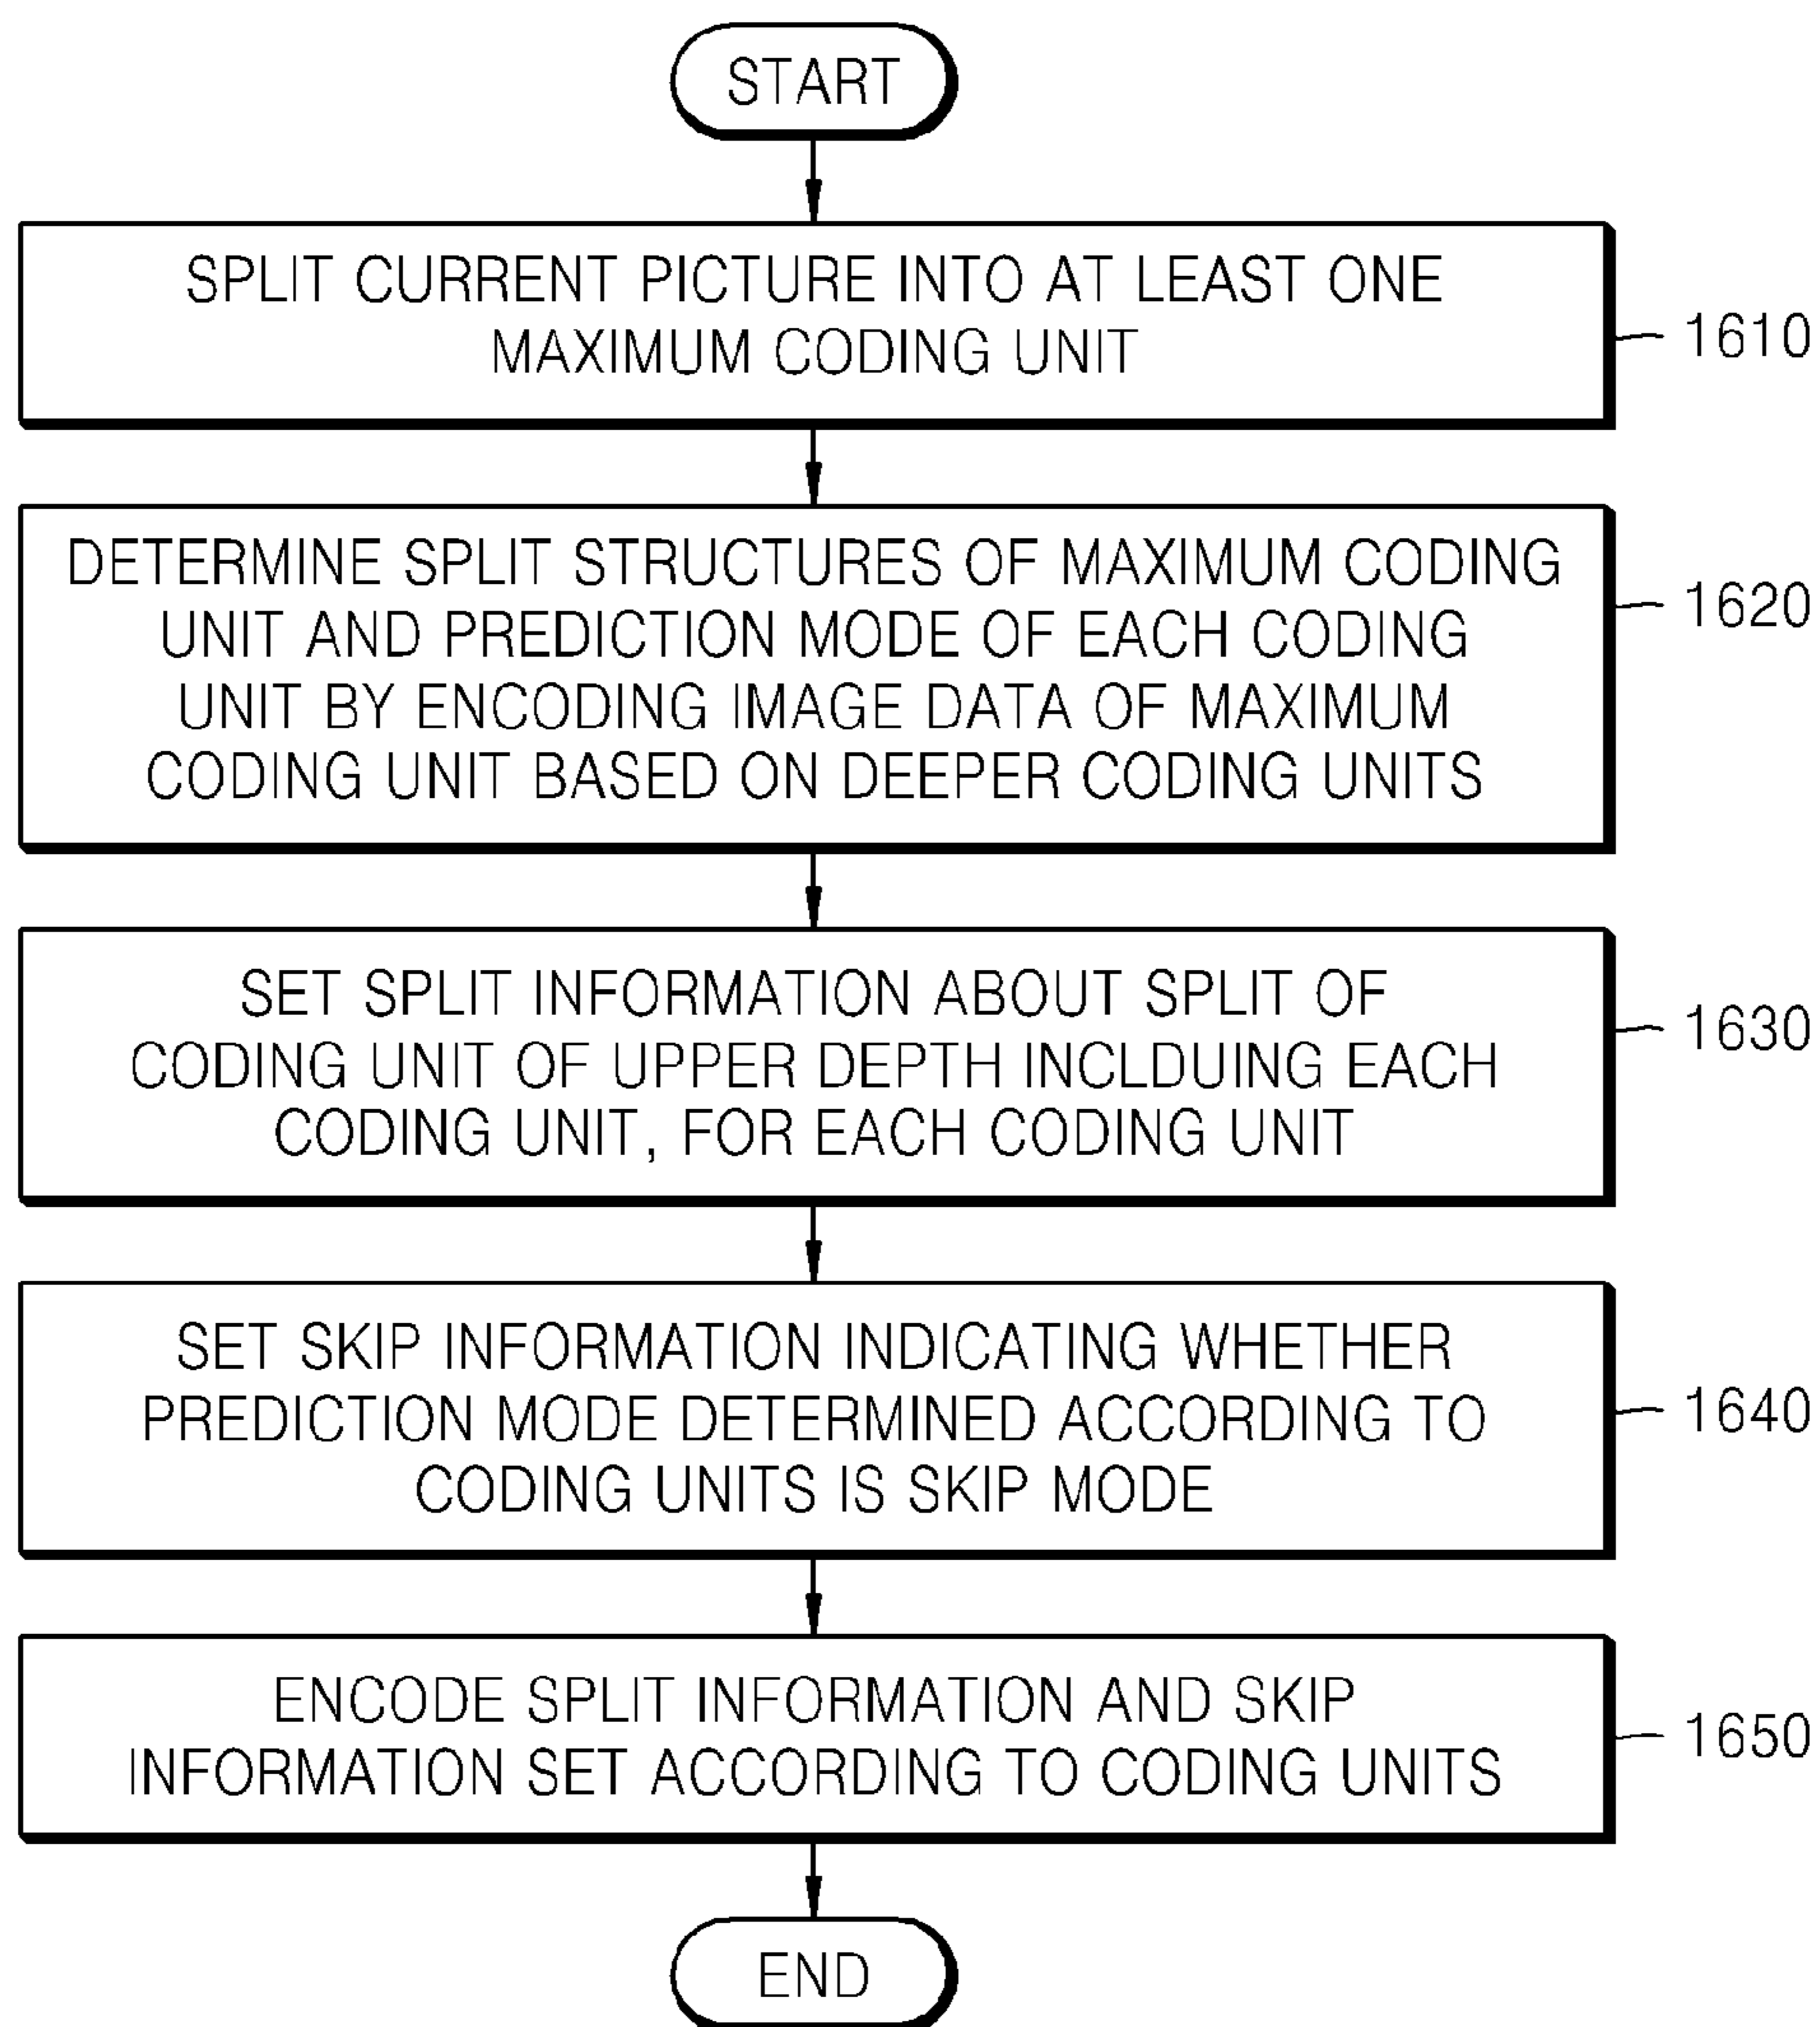 START
SPLIT CURRENT PICTURE INTO AT LEAST ONE
MAXIMUM CODING UNIT
1610
DETERMINE SPLIT STRUCTURES OF MAXIMUM CODING
UNIT AND PREDICTION MODE OF EACH CODING
UNIT BY ENCODING IMAGE DATA OF MAXIMUM
CODING UNIT BASED ON DEEPER CODING UNITS
1620
SET SPLIT INFORMATION ABOUT SPLIT OF
CODING UNIT OF UPPER DEPTH INCLDUING EACH
CODING UNIT, FOR EACH CODING UNIT
1630
SET SKIP INFORMATION INDICATING WHETHER
PREDICTION MODE DETERMINED ACCORDING TO
CODING UNITS IS SKIP MODE
1640
ENCODE SPLIT INFORMATION AND SKIP
INFORMATION SET ACCORDING TO CODING UNITS
1650
END